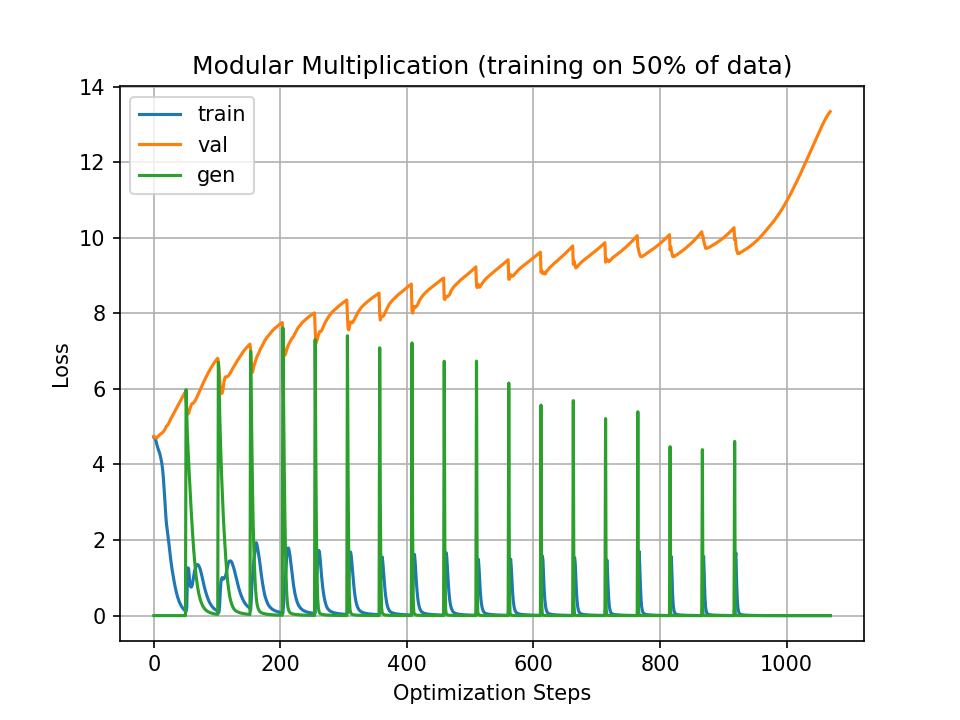 Modular Multiplication (training on 50% of data)
train
val
gen
14
12
10
8
6
4
2
0
Loss
0
200
400
600
800
1000
Optimization Steps